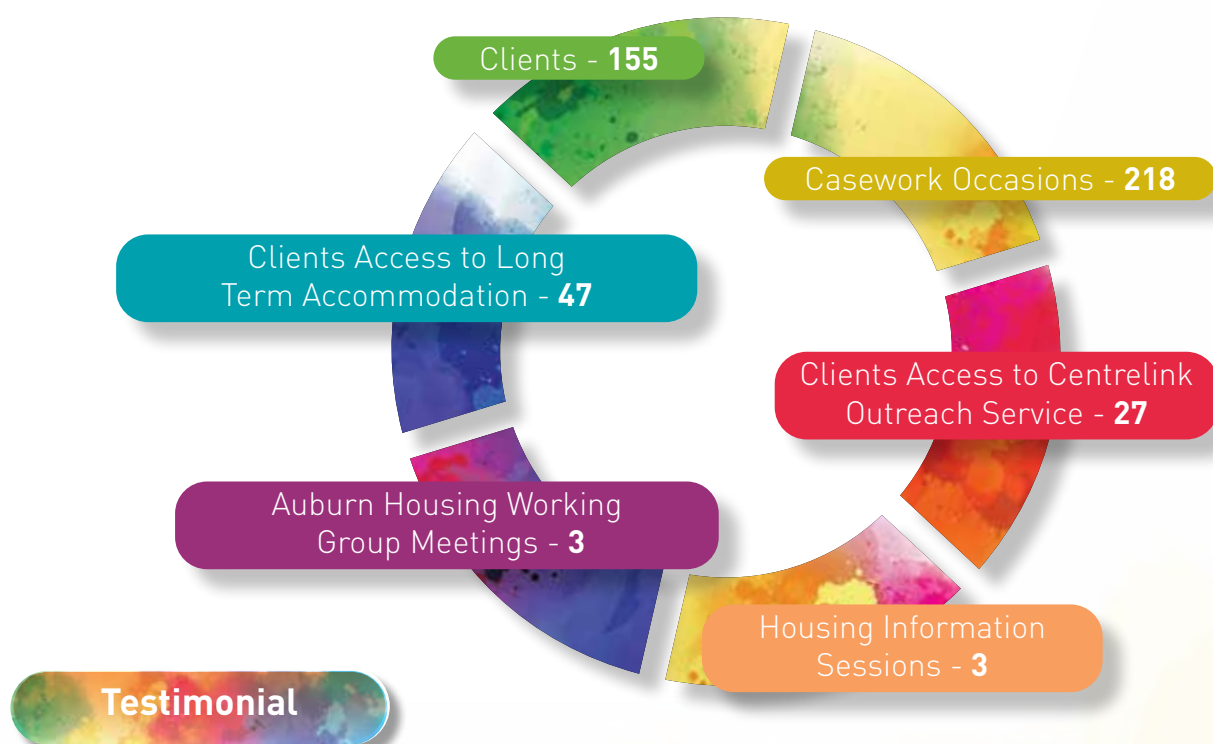 Clients - 155
Casework Occasions - 218
Clients Access to Long
Term Accommodation - 47
Clients Access to Centrelink
Outreach Service - 27
Auburn Housing Working
Group Meetings - 3
Housing Information
Sessions - 3
Testimonial